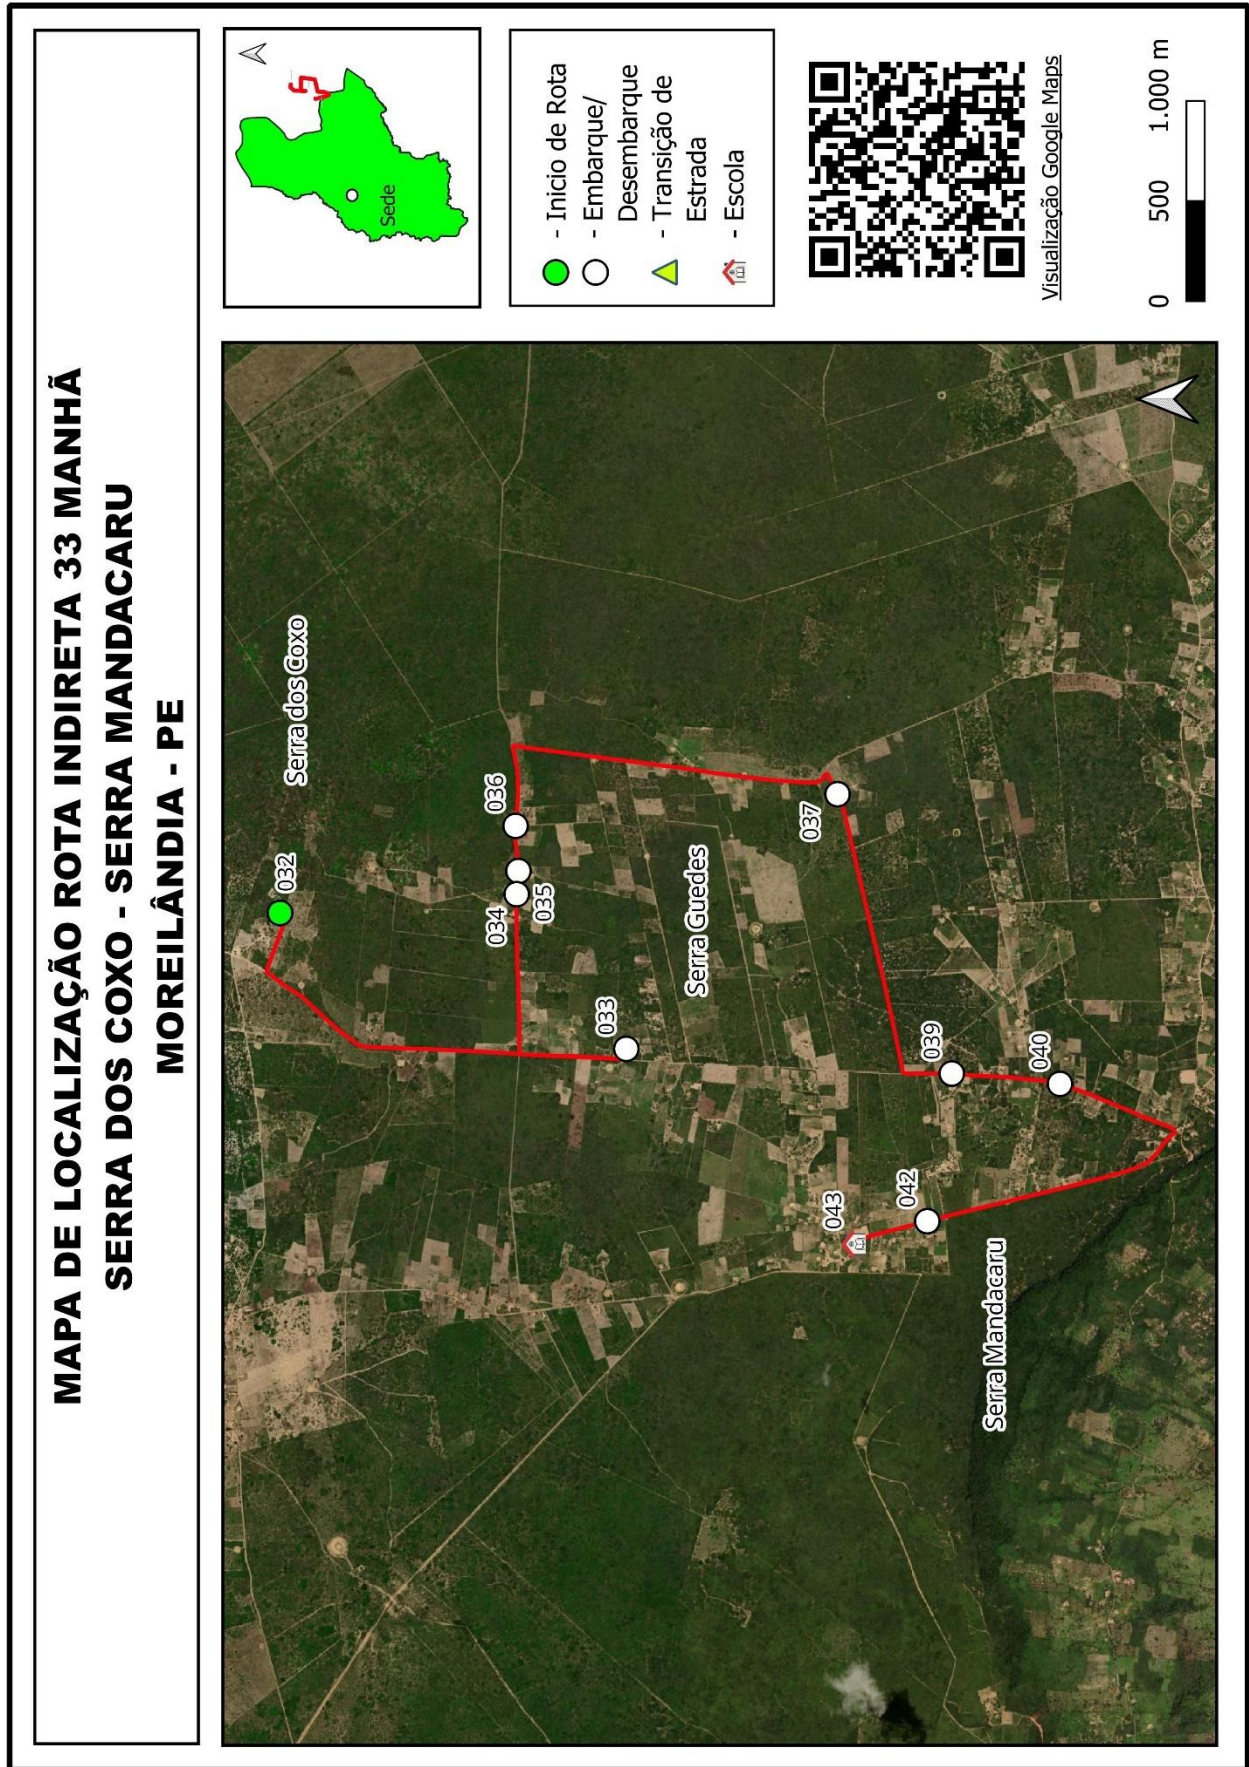 MAPA DE LOCALIZAÇÃO ROTA INDIRETA 33 MANHÃ
SERRA DOS COXO - SERRA MANDACARU
MOREILÂNDIA - PE
Sede
- Inicio de Rota
- Embarque/
Desembarque
- Transição de
Estrada
- Escola
Visualização Google Maps
0 500 1.000 m
Serra dos Coxo
032
036
034
035
033
Serra Guedes
037
039
040
042
043
Serra Mandacaru